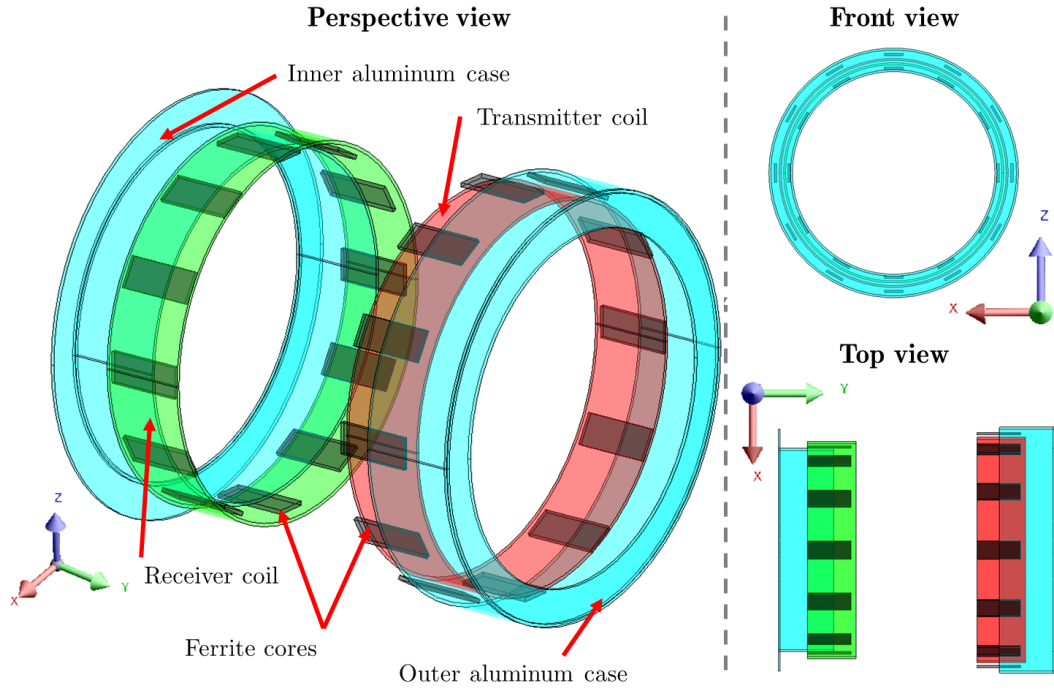 Perspective view
Inner aluminum case
Transmitter coil
Receiver coil
Ferrite cores
Outer aluminum case
Z
Y
X
Front view
Z
X
Top view
Y
X